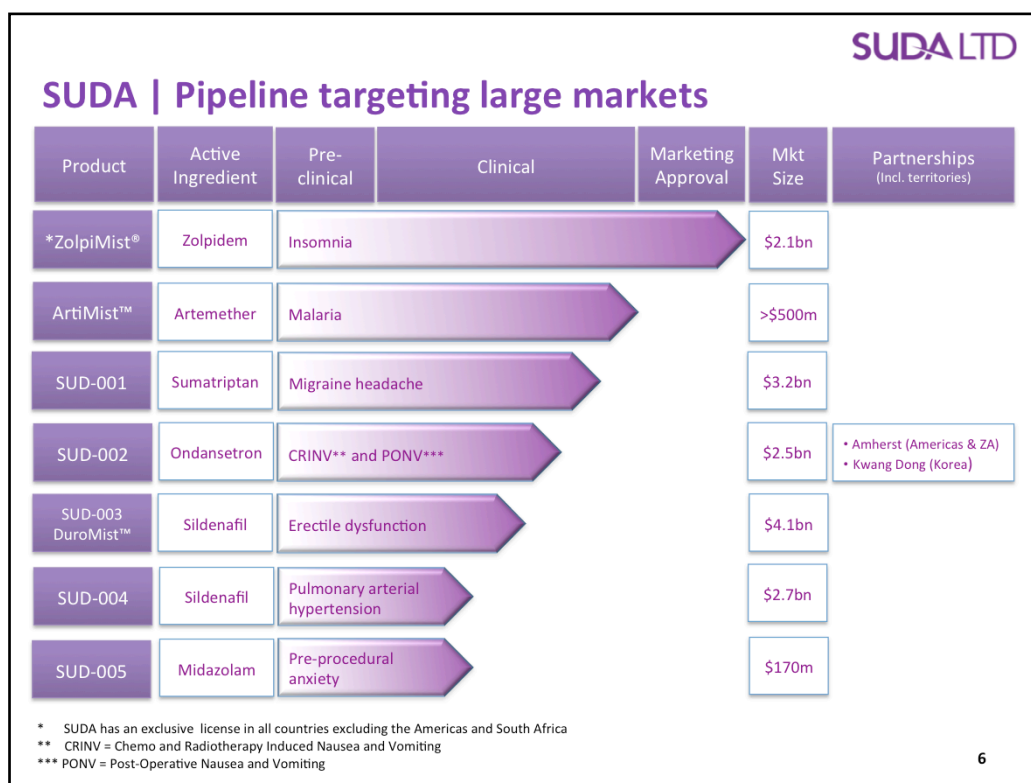 SUDA LTD
SUDA | Pipeline targeting large markets
Product
Active
Ingredient
Pre-
clinical
Clinical
Marketing
Approval
Mkt
Size
Partnerships
(Incl. territories)
*ZolpiMist®
Zolpidem
Insomnia
$2.1bn
ArtiMist™
Artemether
Malaria
>$500m
SUD-001
Sumatriptan
Migraine headache
$3.2bn
SUD-002
Ondansetron
CRINV** and PONV***
$2.5bn
• Amherst (Americas & ZA)
• Kwang Dong (Korea)
SUD-003
DuroMist™
Sildenafil
Erectile dysfunction
$4.1bn
SUD-004
Sildenafil
Pulmonary arterial
hypertension
$2.7bn
SUD-005
Midazolam
Pre-procedural
anxiety
$170m
* SUDA has an exclusive license in all countries excluding the Americas and South Africa
** CRINV = Chemo and Radiotherapy Induced Nausea and Vomiting
*** PONV = Post-Operative Nausea and Vomiting
6